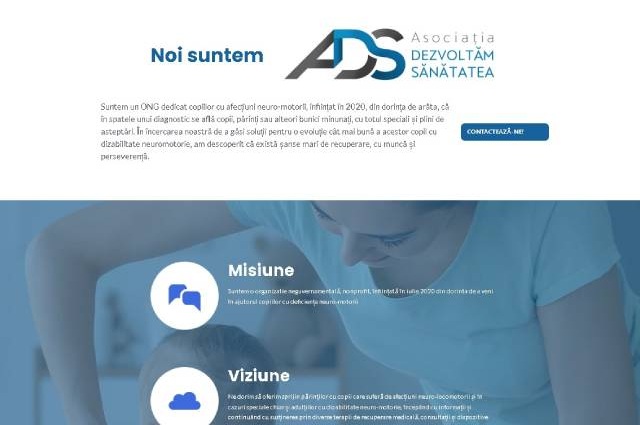 Noi suntem
ADS
Asociația
DEZVOLTĂM
SĂNĂTATEA
Suntem un ONG dedicat copiilor cu afecțiuni neuro-motorii, înființat în 2020, din dorința de arăta, că
în spatele unui diagnostic se află copii, părinți sau alteori bunici minunați, cu totul speciali și plini de
așteptări. În încercarea noastră de a găsi soluții pentru o evoluție cât mai bună a acestor copii cu
dizabilitate neuromotorie, am descoperit că există șanse mari de recuperare, cu muncă și
perseverență.
CONTACTEAZĂ-NE!
Misiune
Suntem o organizație neguvernamentală, nonprofit, înființată în iulie 2020 din dorința de a veni
în ajutorul copiilor cu deficiențe neuro-motorii
Viziune
Ne dorim să oferim sprijin părinților cu copii care suferă de afecțiuni neuro-locomotorii și în
cazuri speciale chiar și adulților cu dizabilitate neuro-motorie, începând cu informații și
continuând cu susținerea prin diverse terapii de recuperare medicală, consultații și dispozitive